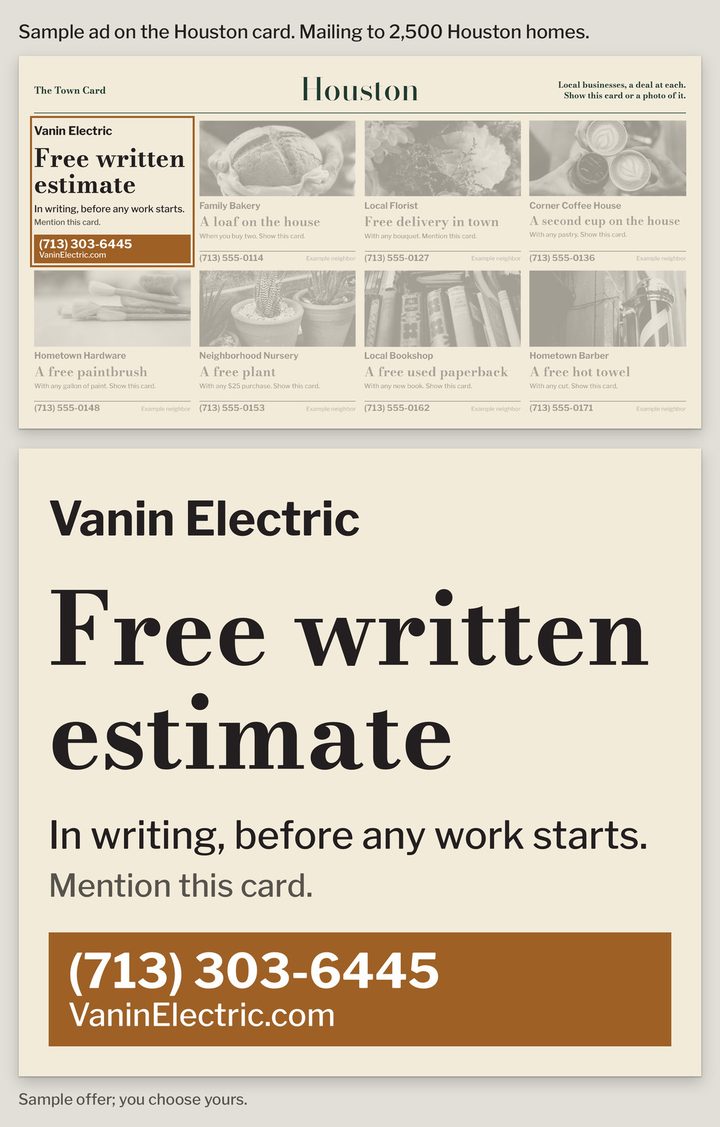 Sample ad on the Houston card. Mailing to 2,500 Houston homes.
The Town Card
Houston
Local businesses, a deal at each.
Show this card or a photo of it.
Vanin Electric
Free written
estimate
In writing, before any work starts.
Mention this card.
(713) 303-6445
VaninElectric.com
Family Bakery
A loaf on the house
When you buy two. Show this card.
(713) 555-0114
Example neighbor
Local Florist
Free delivery in town
With any bouquet. Mention this card.
(713) 555-0127
Example neighbor
Corner Coffee House
A second cup on the house
With any pastry. Show this card.
(713) 555-0136
Example neighbor
Hometown Hardware
A free paintbrush
With any gallon of paint. Show this card.
(713) 555-0148
Example neighbor
Neighborhood Nursery
A free plant
With any $25 purchase. Show this card.
(713) 555-0153
Example neighbor
Local Bookshop
A free used paperback
With any new book. Show this card.
(713) 555-0162
Example neighbor
Hometown Barber
A free hot towel
With any cut. Show this card.
(713) 555-0171
Example neighbor
Vanin Electric
Free written
estimate
In writing, before any work starts.
Mention this card.
(713) 303-6445
VaninElectric.com
Sample offer; you choose yours.